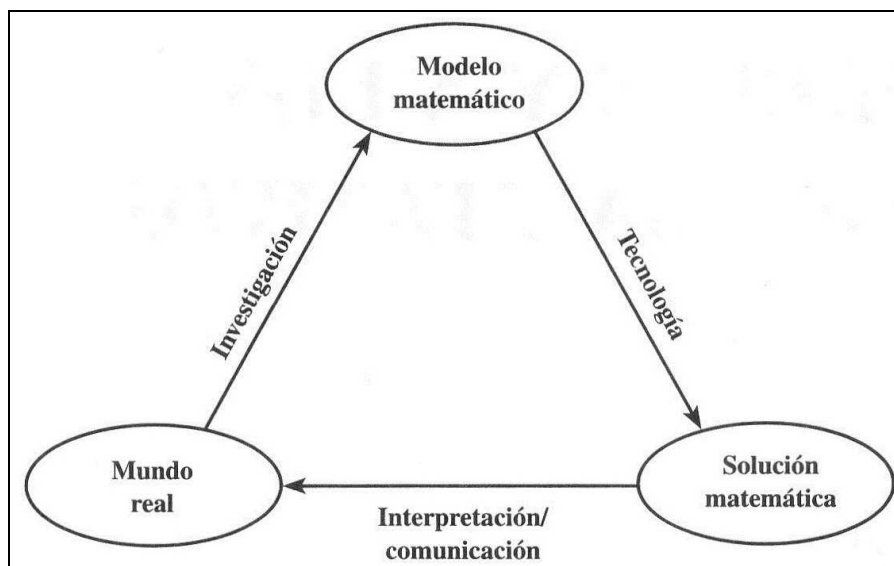 Modelo
matemático
Investigación
Tecnología
Mundo
real
Solución
matemática
Interpretación/
comunicación